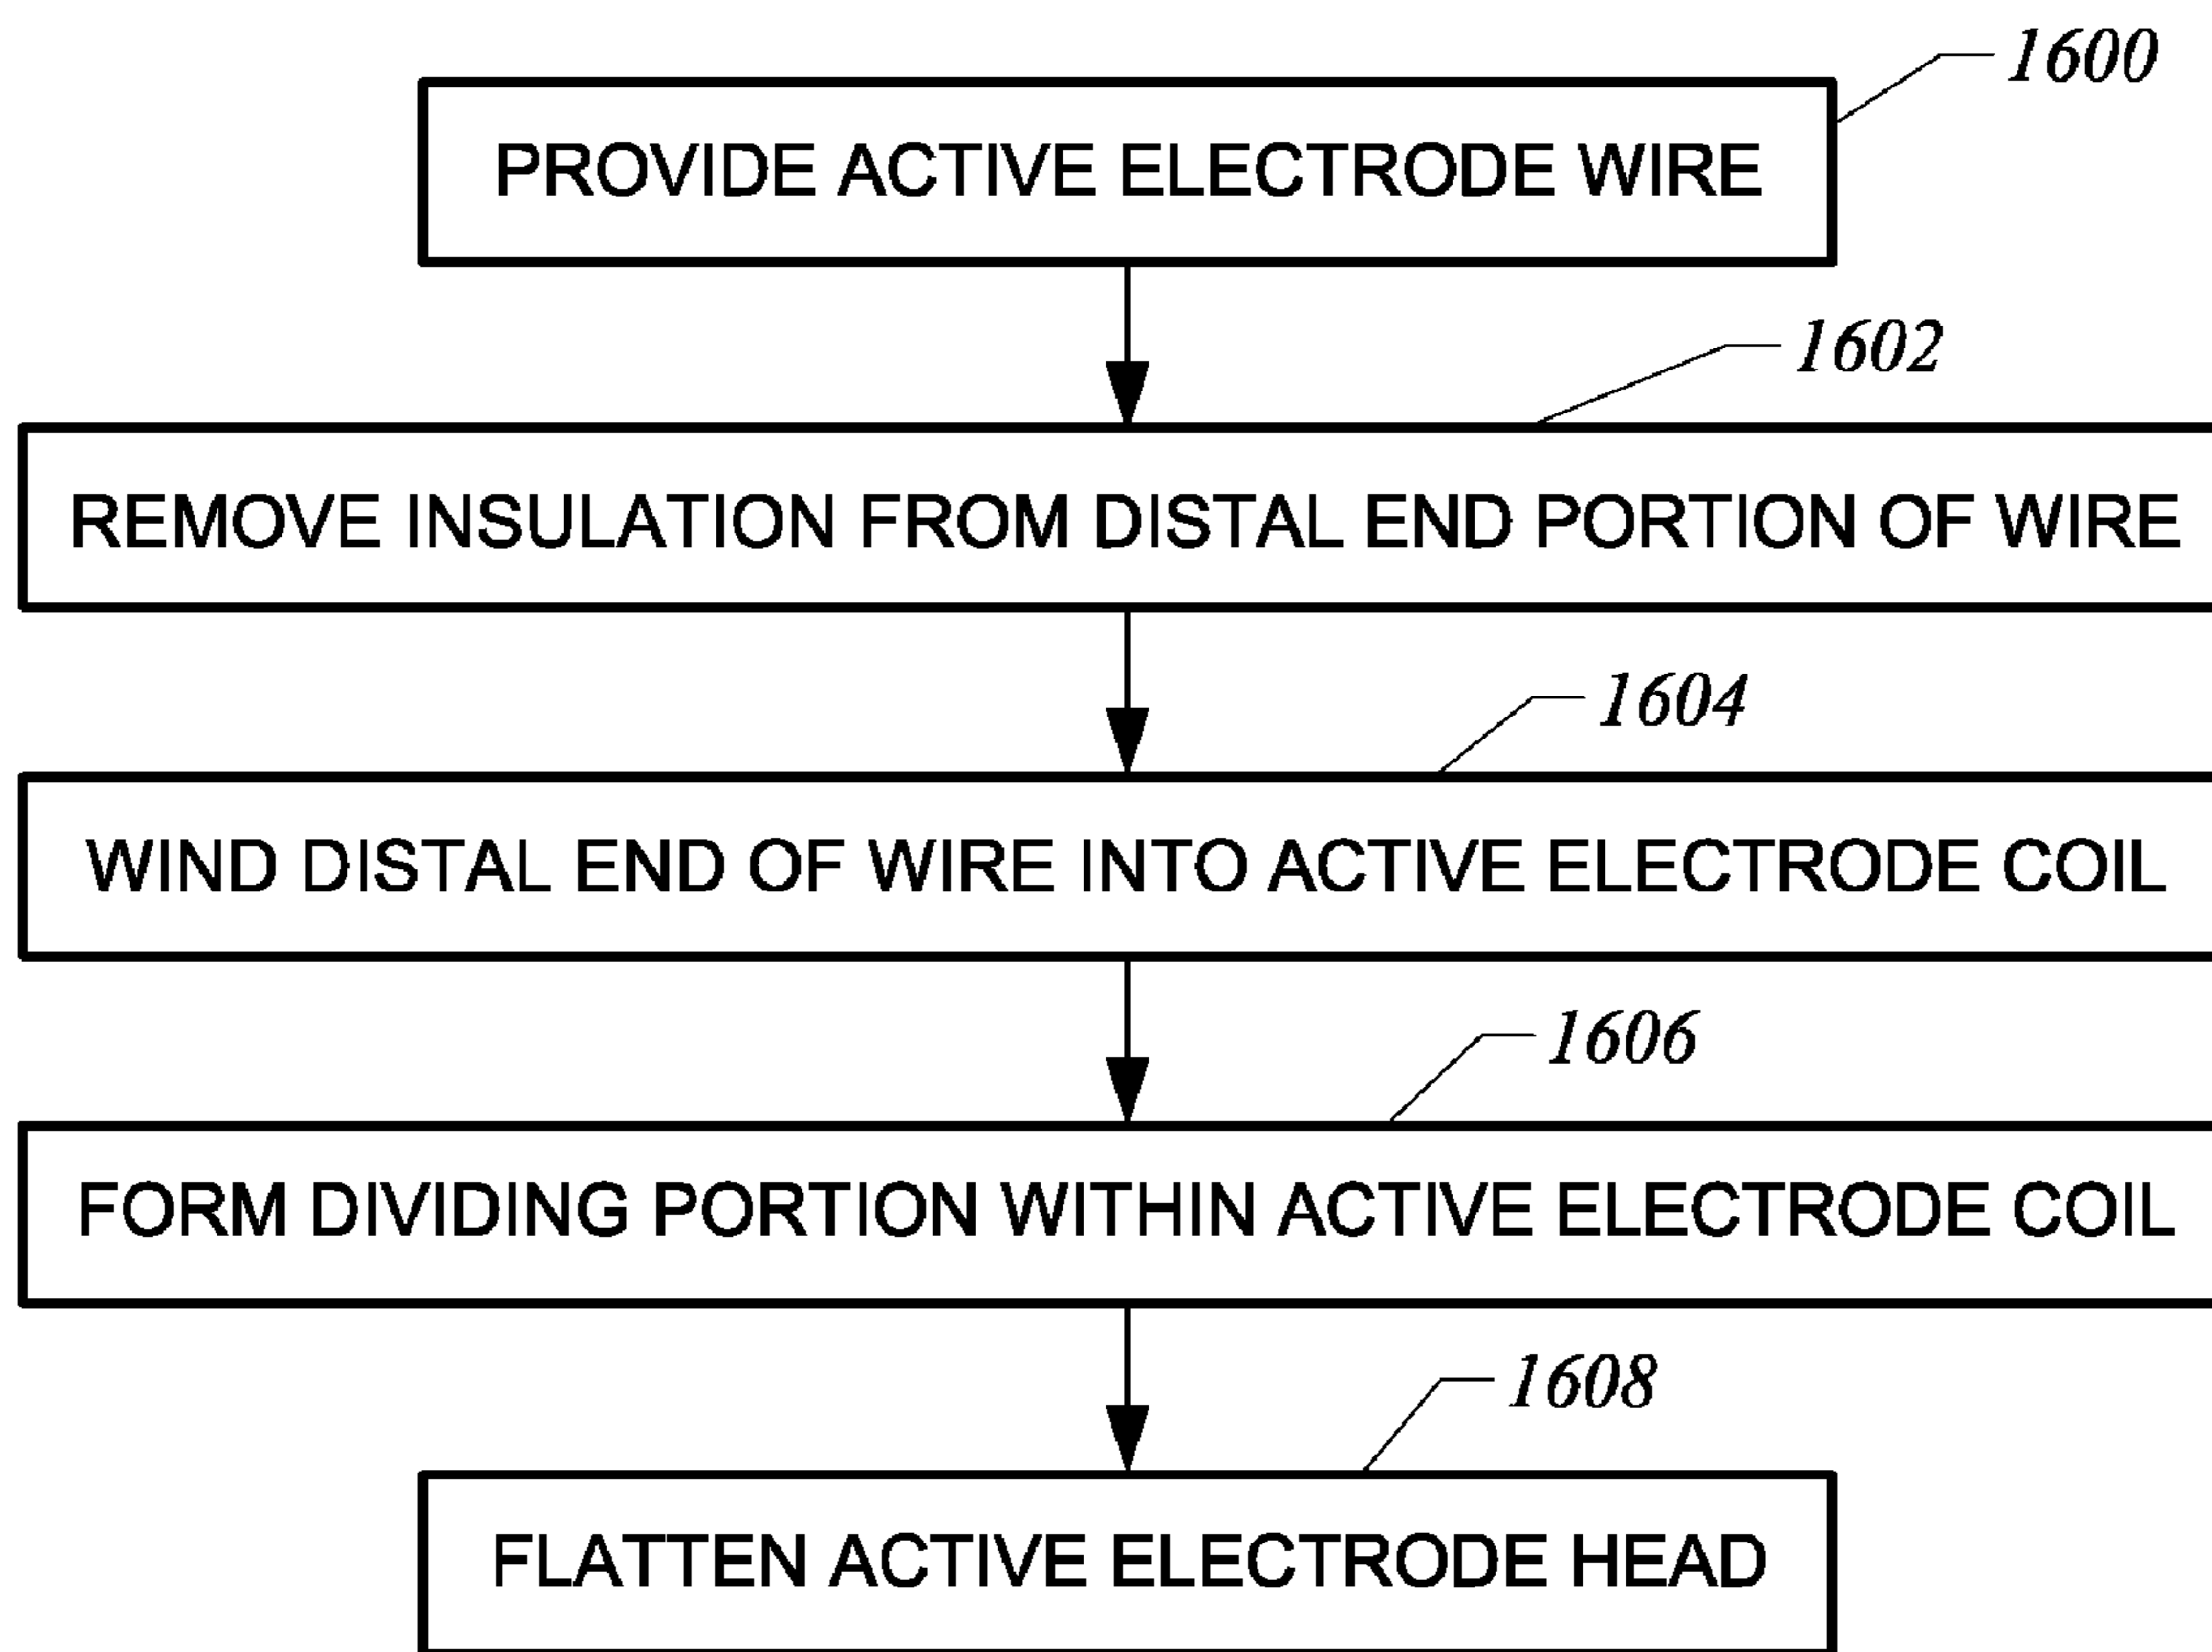 1600
PROVIDE ACTIVE ELECTRODE WIRE
1602
REMOVE INSULATION FROM DISTAL END PORTION OF WIRE
1604
WIND DISTAL END OF WIRE INTO ACTIVE ELECTRODE COIL
1606
FORM DIVIDING PORTION WITHIN ACTIVE ELECTRODE COIL
1608
FLATTEN ACTIVE ELECTRODE HEAD